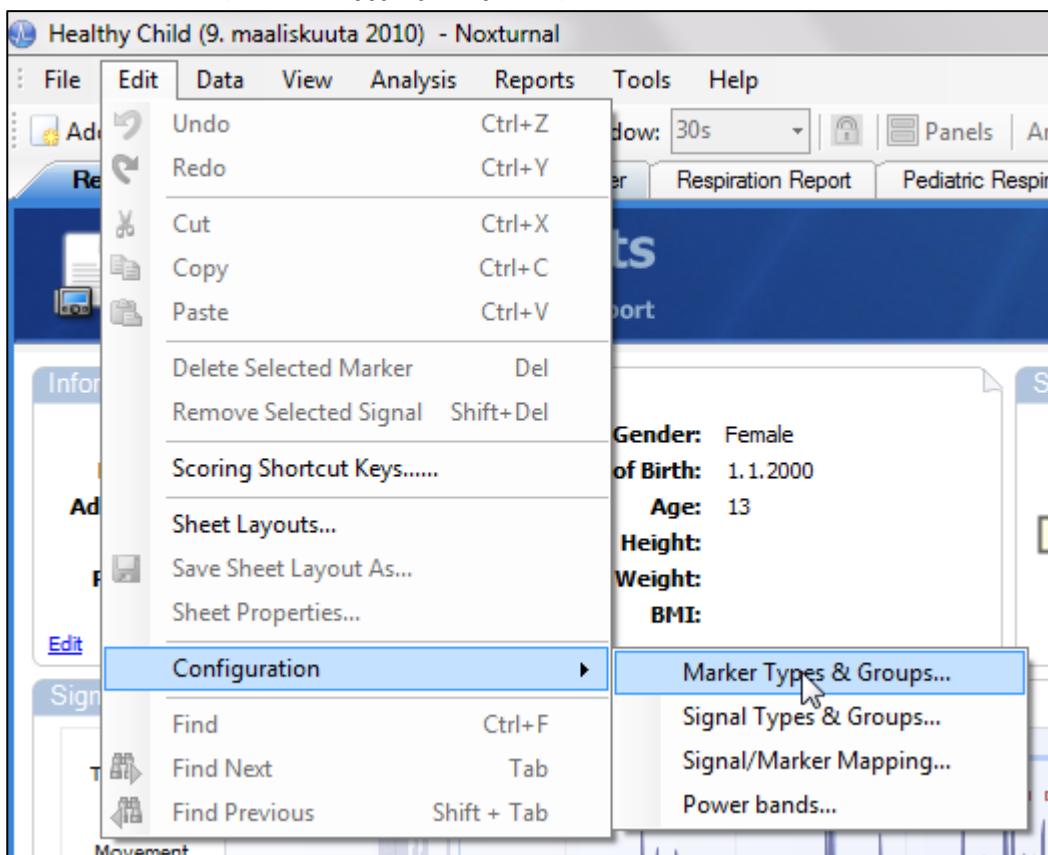 Healthy Child (9. maaliskuuta 2010) - Noxturnal
File Edit Data View Analysis Reports Tools Help
30s Panels
Respiration Report
Undo Ctrl+Z
Redo Ctrl+Y
Cut Ctrl+X
Copy Ctrl+C
Paste Ctrl+V
Delete Selected Marker Del
Remove Selected Signal Shift+Del
Scoring Shortcut Keys......
Sheet Layouts...
Save Sheet Layout As...
Sheet Properties...
Configuration
Find Ctrl+F
Find Next Tab
Find Previous Shift + Tab
Marker Types & Groups...
Signal Types & Groups...
Signal/Marker Mapping...
Power bands...
Gender: Female
of Birth: 1.1.2000
Age: 13
Height:
Weight:
BMI:
Edit
Movement